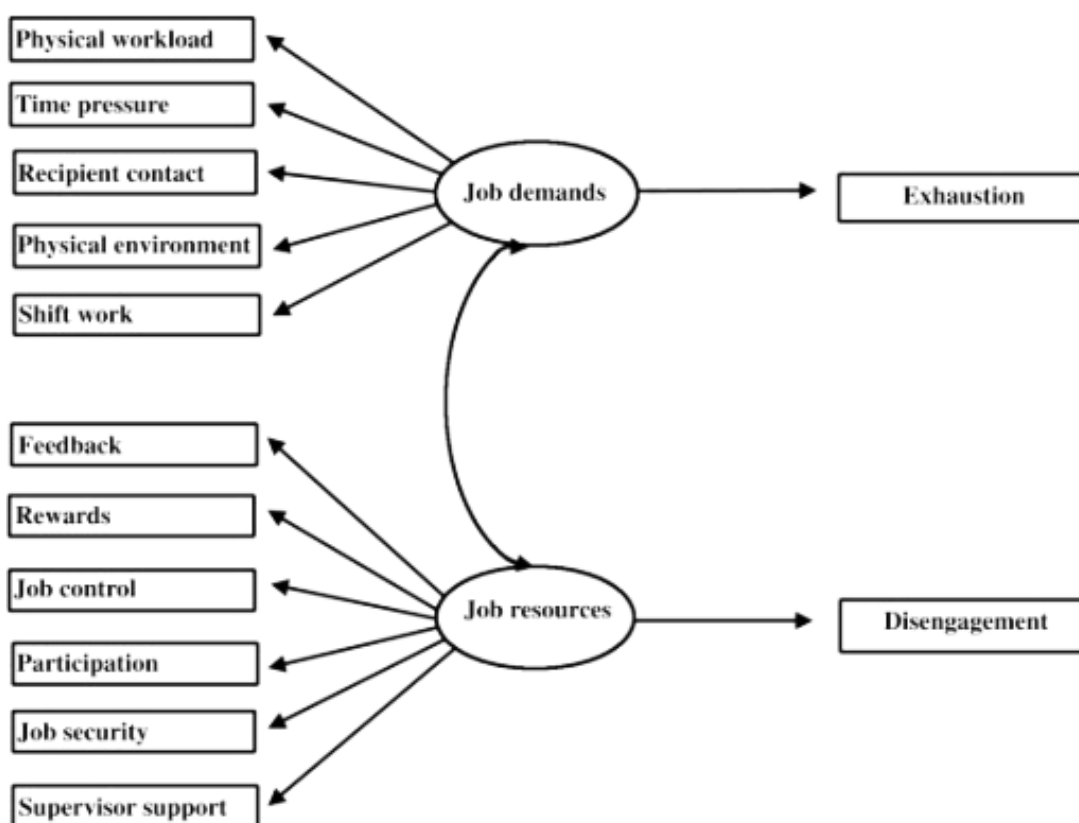 Physical workload
Time pressure
Recipient contact
Physical environment
Shift work
Job demands
Exhaustion
Feedback
Rewards
Job control
Participation
Job security
Supervisor support
Job resources
Disengagement